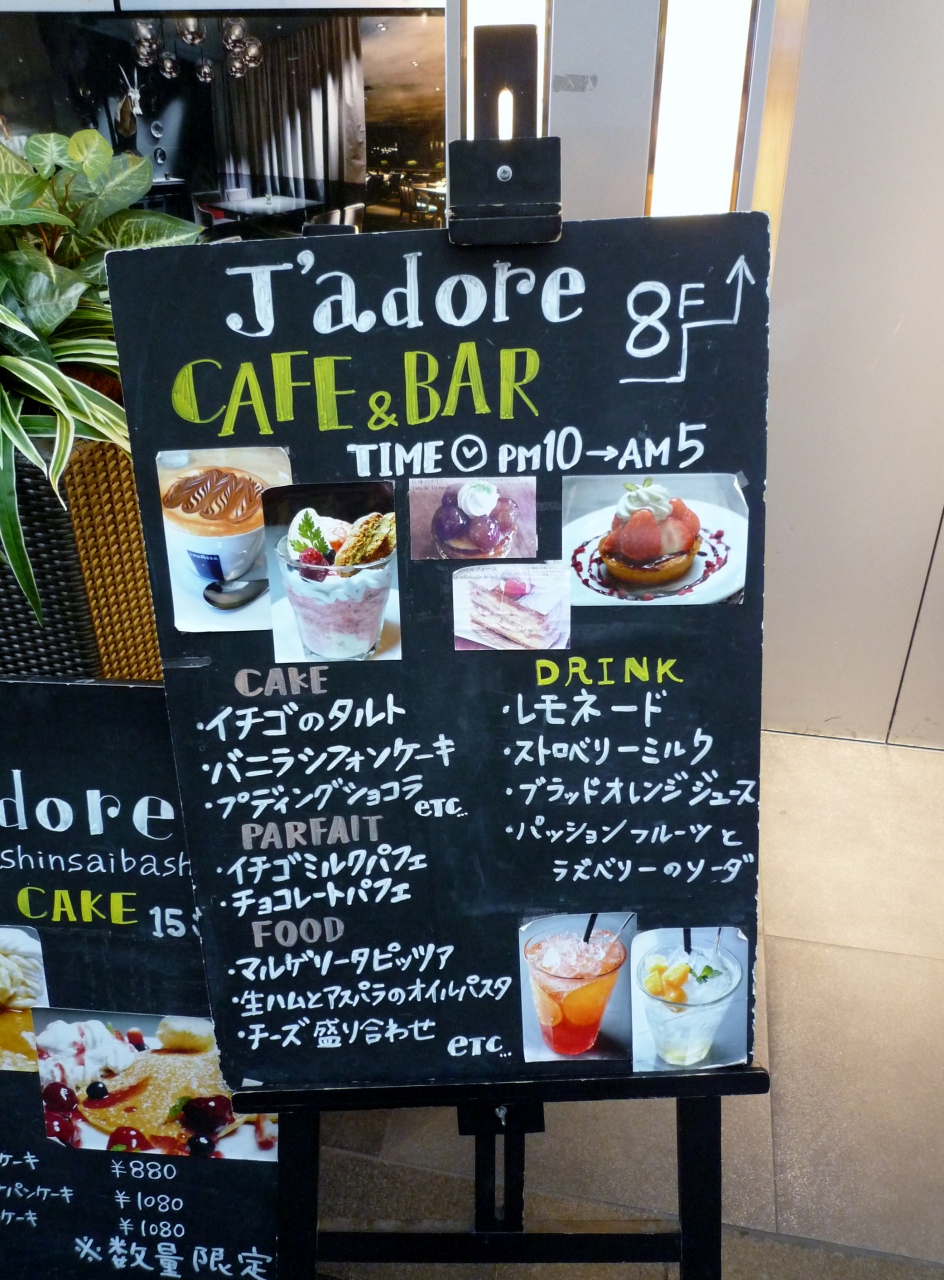 J'adore
8F
CAFE & BAR
TIME PM10→AM5
CAKE
・イチゴのタルト
・バニラシフォンケーキ
・プディングショコラ
etc...
PARFAIT
・イチゴミルクパフェ
・チョコレートパフェ
FOOD
・マルゲリータピッツァ
・生ハムとアスパラのオイルパスタ
・チーズ盛り合わせ
etc...
DRINK
・レモネード
・ストロベリーミルク
・ブラッドオレンジジュース
・パッションフルーツと
ラズベリーのソーダ
dore
shinsaibash
CAKE 15:
ケーキ ¥880
パンケーキ ¥1080
ケーキ ¥1080
※数量限定